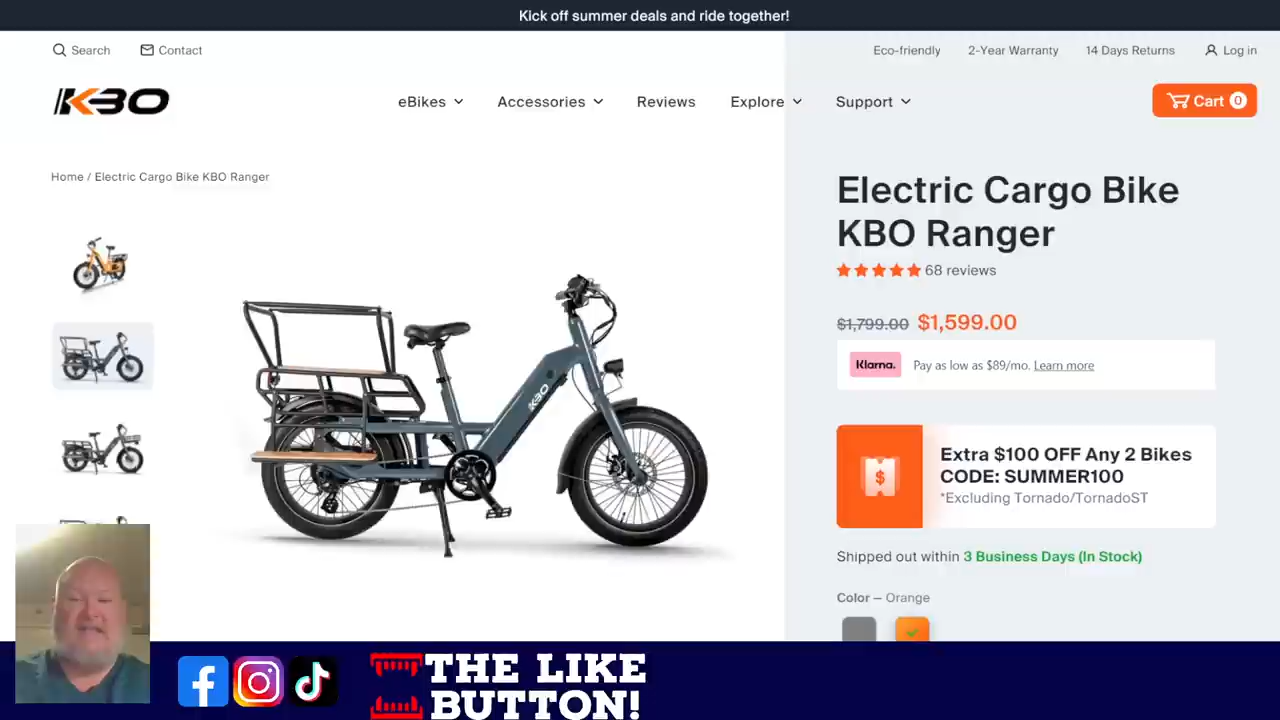 Kick off summer deals and ride together!
Search
Contact
Eco-friendly
2-Year Warranty
14 Days Returns
Log in
KBO
eBikes
Accessories
Reviews
Explore
Support
Cart 0
Home / Electric Cargo Bike KBO Ranger
Electric Cargo Bike
KBO Ranger
68 reviews
$1,799.00 $1,599.00
Klarna. Pay as low as $89/mo. Learn more
KBO
$
Extra $100 OFF Any 2 Bikes
CODE: SUMMER100
*Excluding Tornado/TornadoST
Shipped out within 3 Business Days (In Stock)
Color — Orange
THE LIKE
BUTTON!